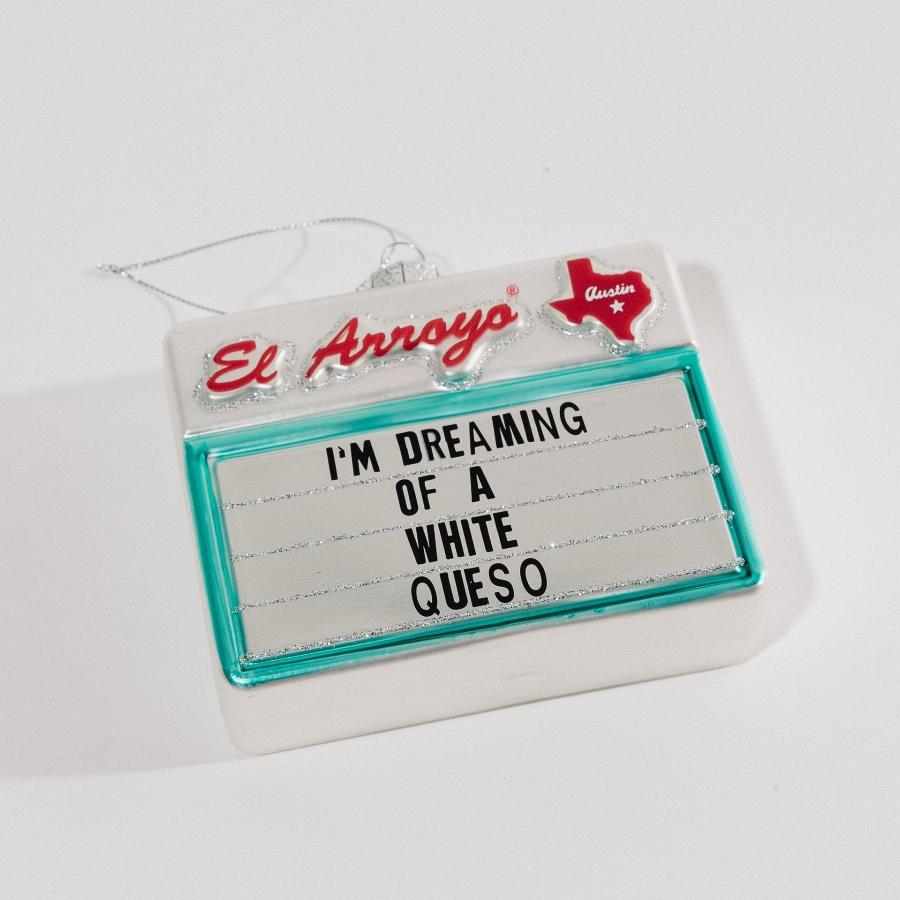 El Arroyo®
Austin
I'M DREAMING
OF A
WHITE
QUESO